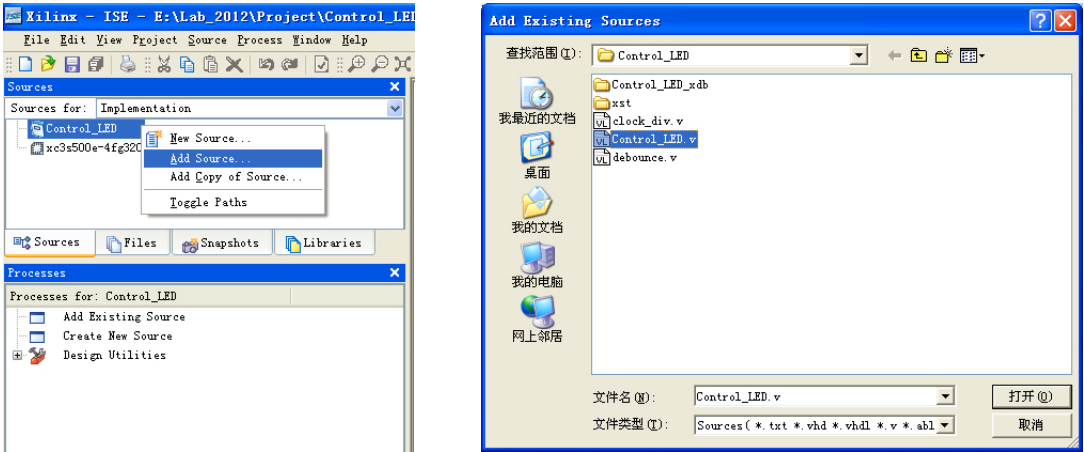 Xilinx - ISE - E:\Lab_2012\Project\Control_LED
File Edit View Project Source Process Window Help
Sources
Sources for: Implementation
Control_LED
xc3s500e-4fg320
New Source...
Add Source...
Add Copy of Source...
Toggle Paths
Sources Files Snapshots Libraries
Processes
Processes for: Control_LED
Add Existing Source
Create New Source
Design Utilities
Add Existing Sources
查找范围(I): Control_LED
我最近的文档
桌面
我的文档
我的电脑
网上邻居
Control_LED_xdb
xst
clock_div.v
Control_LED.v
debounce.v
文件名(N): Control_LED.v 打开(O)
文件类型(T): Sources(*.txt *.vhd *.vhdl *.v *.abl 取消